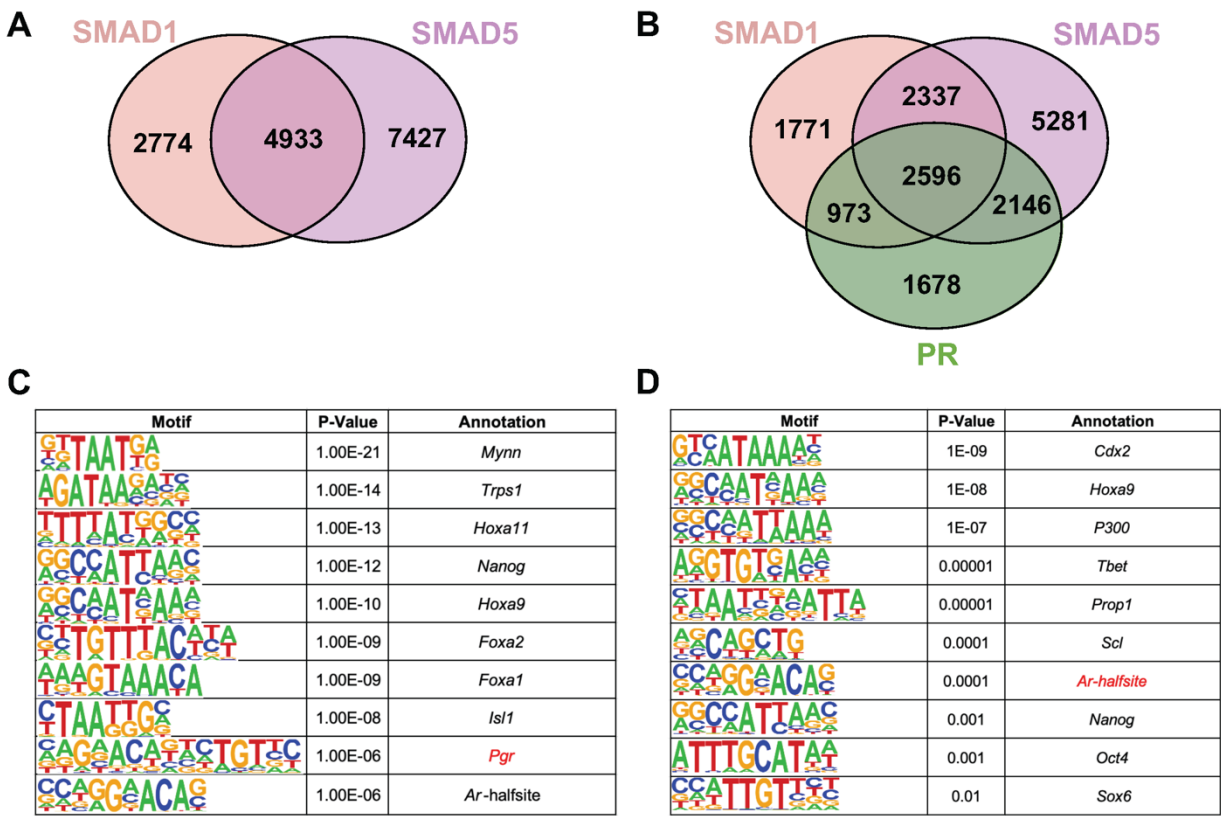 A
SMAD1 SMAD5
2774 4933 7427
B
SMAD1 SMAD5
2337
1771 5281
2596
973 2146
1678
PR
C
Motif P-Value Annotation
1.00E-21 Mynn
1.00E-14 Trps1
1.00E-13 Hoxa11
1.00E-12 Nanog
1.00E-10 Hoxa9
1.00E-09 Foxa2
1.00E-09 Foxa1
1.00E-08 Isl1
1.00E-06 Pgr
1.00E-06 Ar-halfsite
D
Motif P-Value Annotation
1E-09 Cdx2
1E-08 Hoxa9
1E-07 P300
0.00001 Tbet
0.00001 Prop1
0.0001 Scl
0.0001 Ar-halfsite
0.001 Nanog
0.001 Oct4
0.01 Sox6